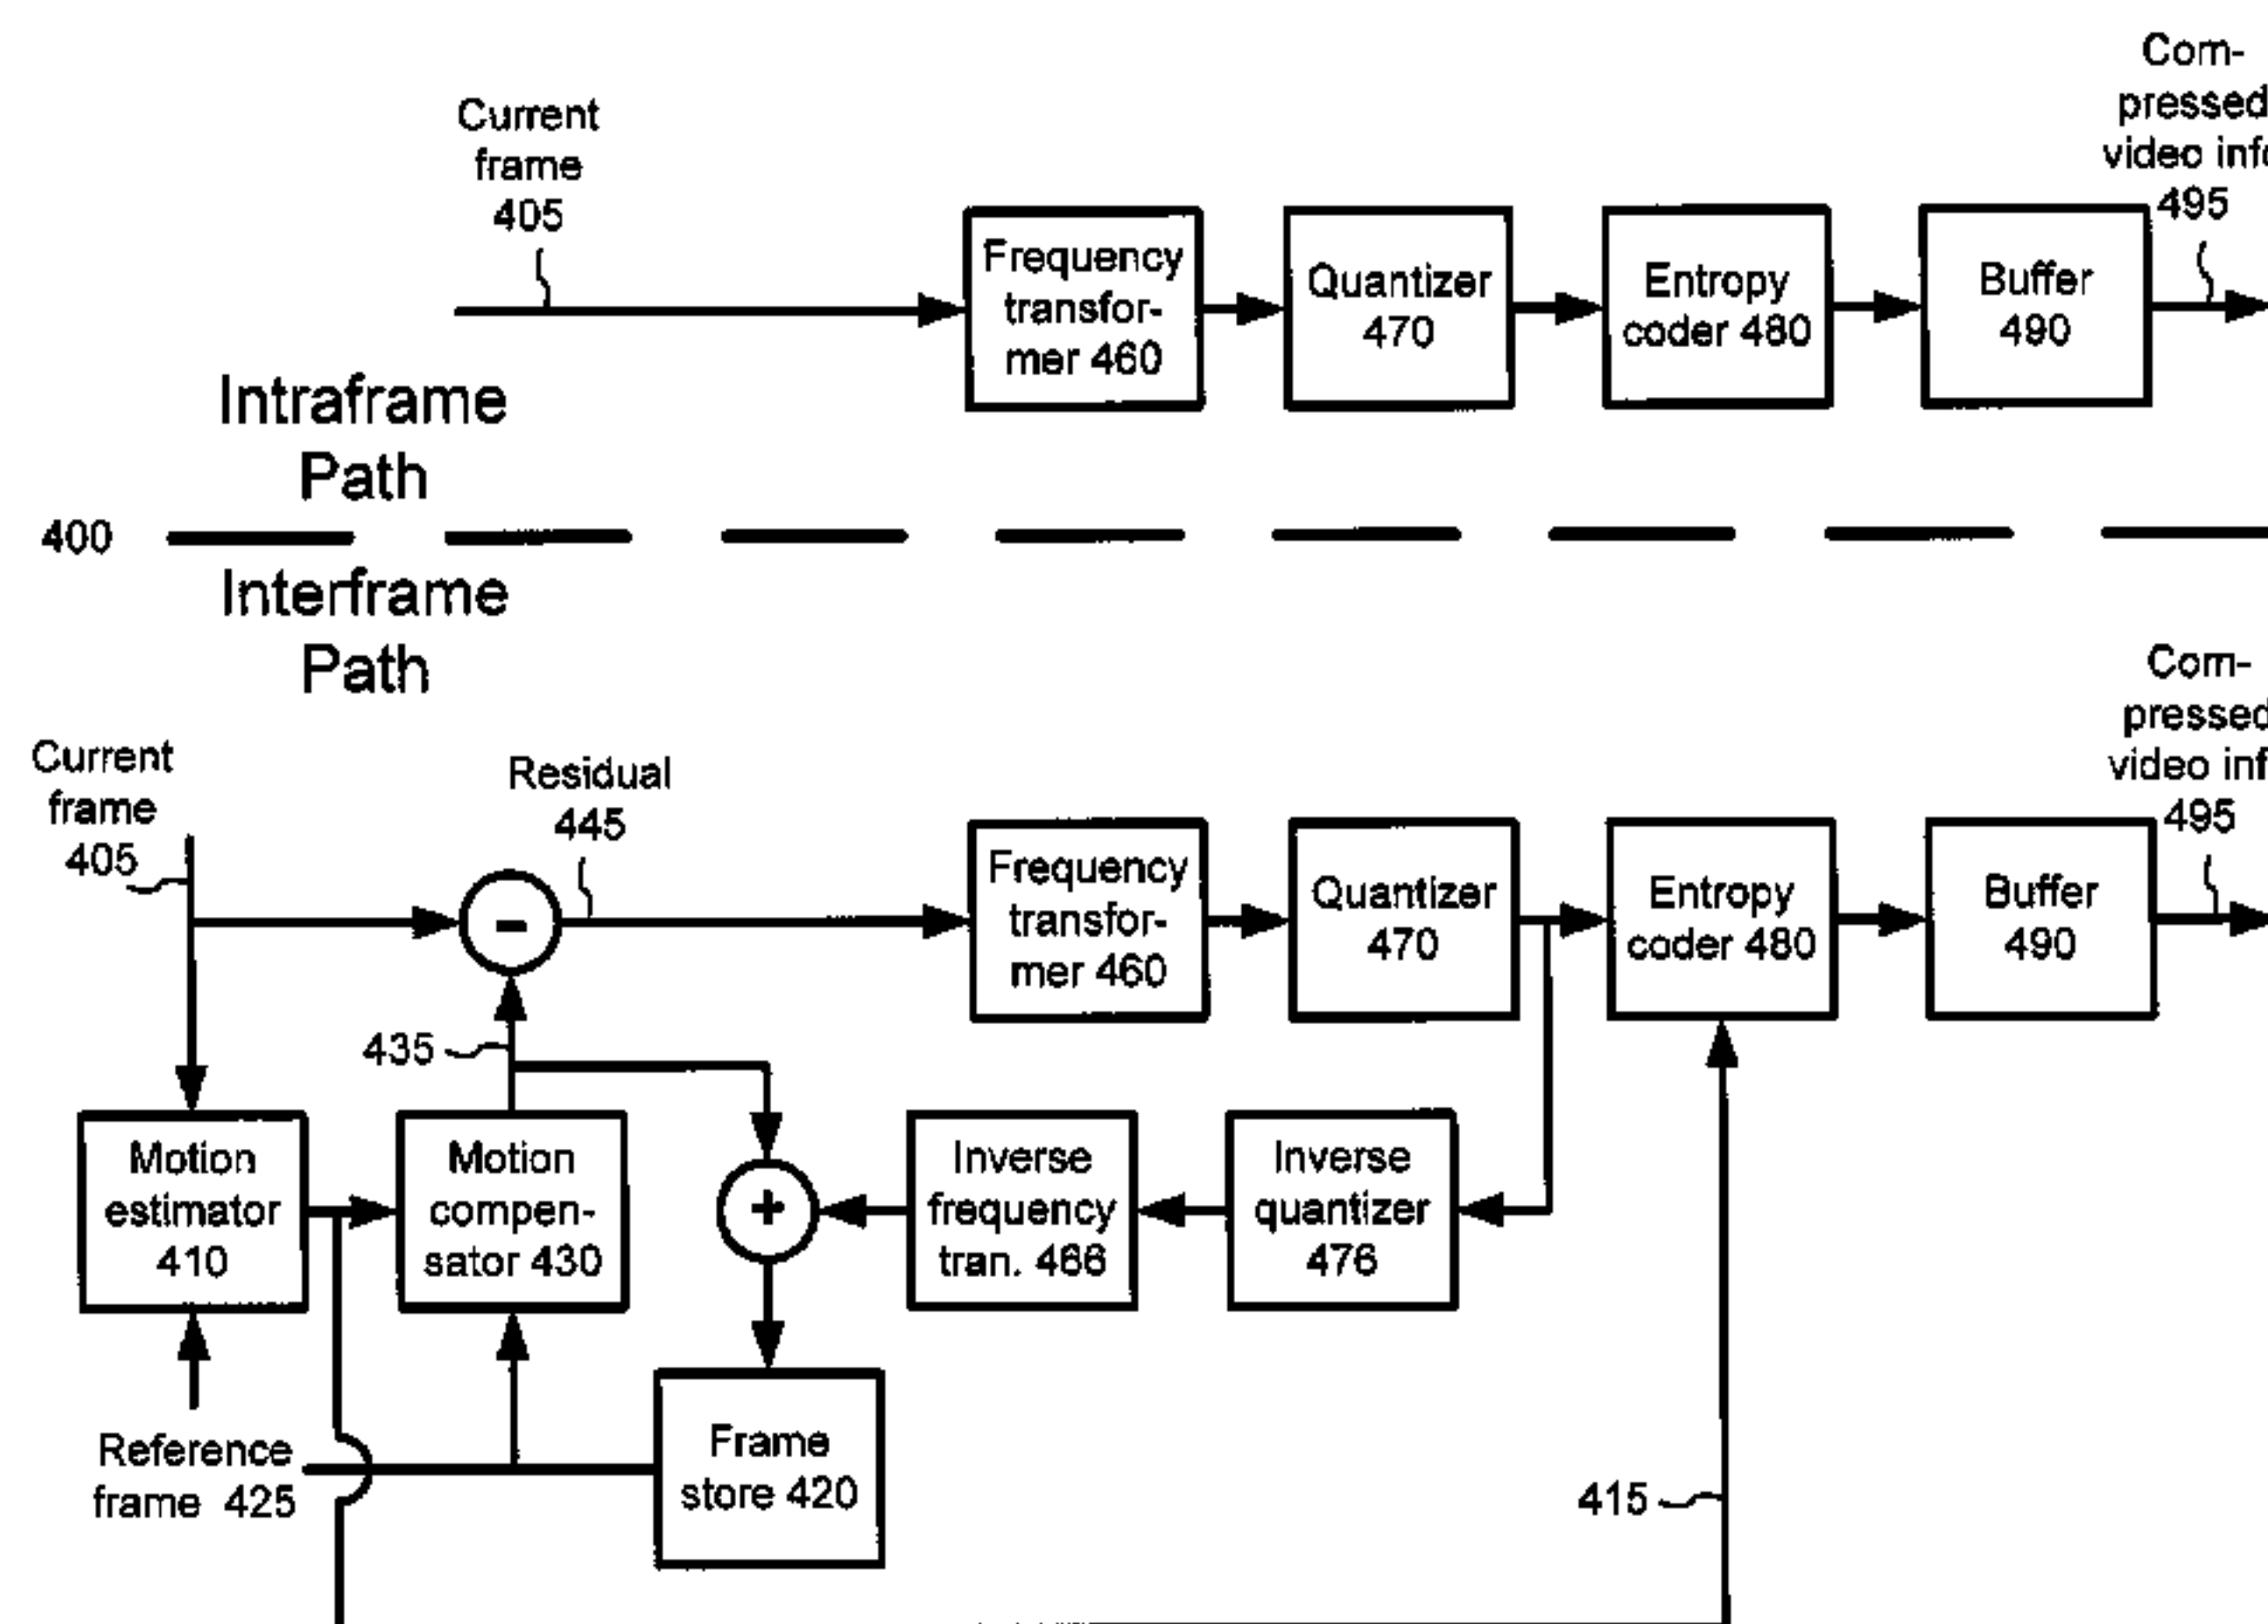 Current
frame
405
Com-
pressed
video info
495
Frequency
transfor-
mer 460
Quantizer
470
Entropy
coder 480
Buffer
490
Intraframe
Path
400
Interframe
Path
Current
frame
405
Residual
445
Com-
pressed
video inf
495
-
Frequency
transfor-
mer 460
Quantizer
470
Entropy
coder 480
Buffer
490
435
Motion
estimator
410
Motion
compen-
sator 430
+
Inverse
frequency
tran. 466
Inverse
quantizer
476
Reference
frame 425
Frame
store 420
415